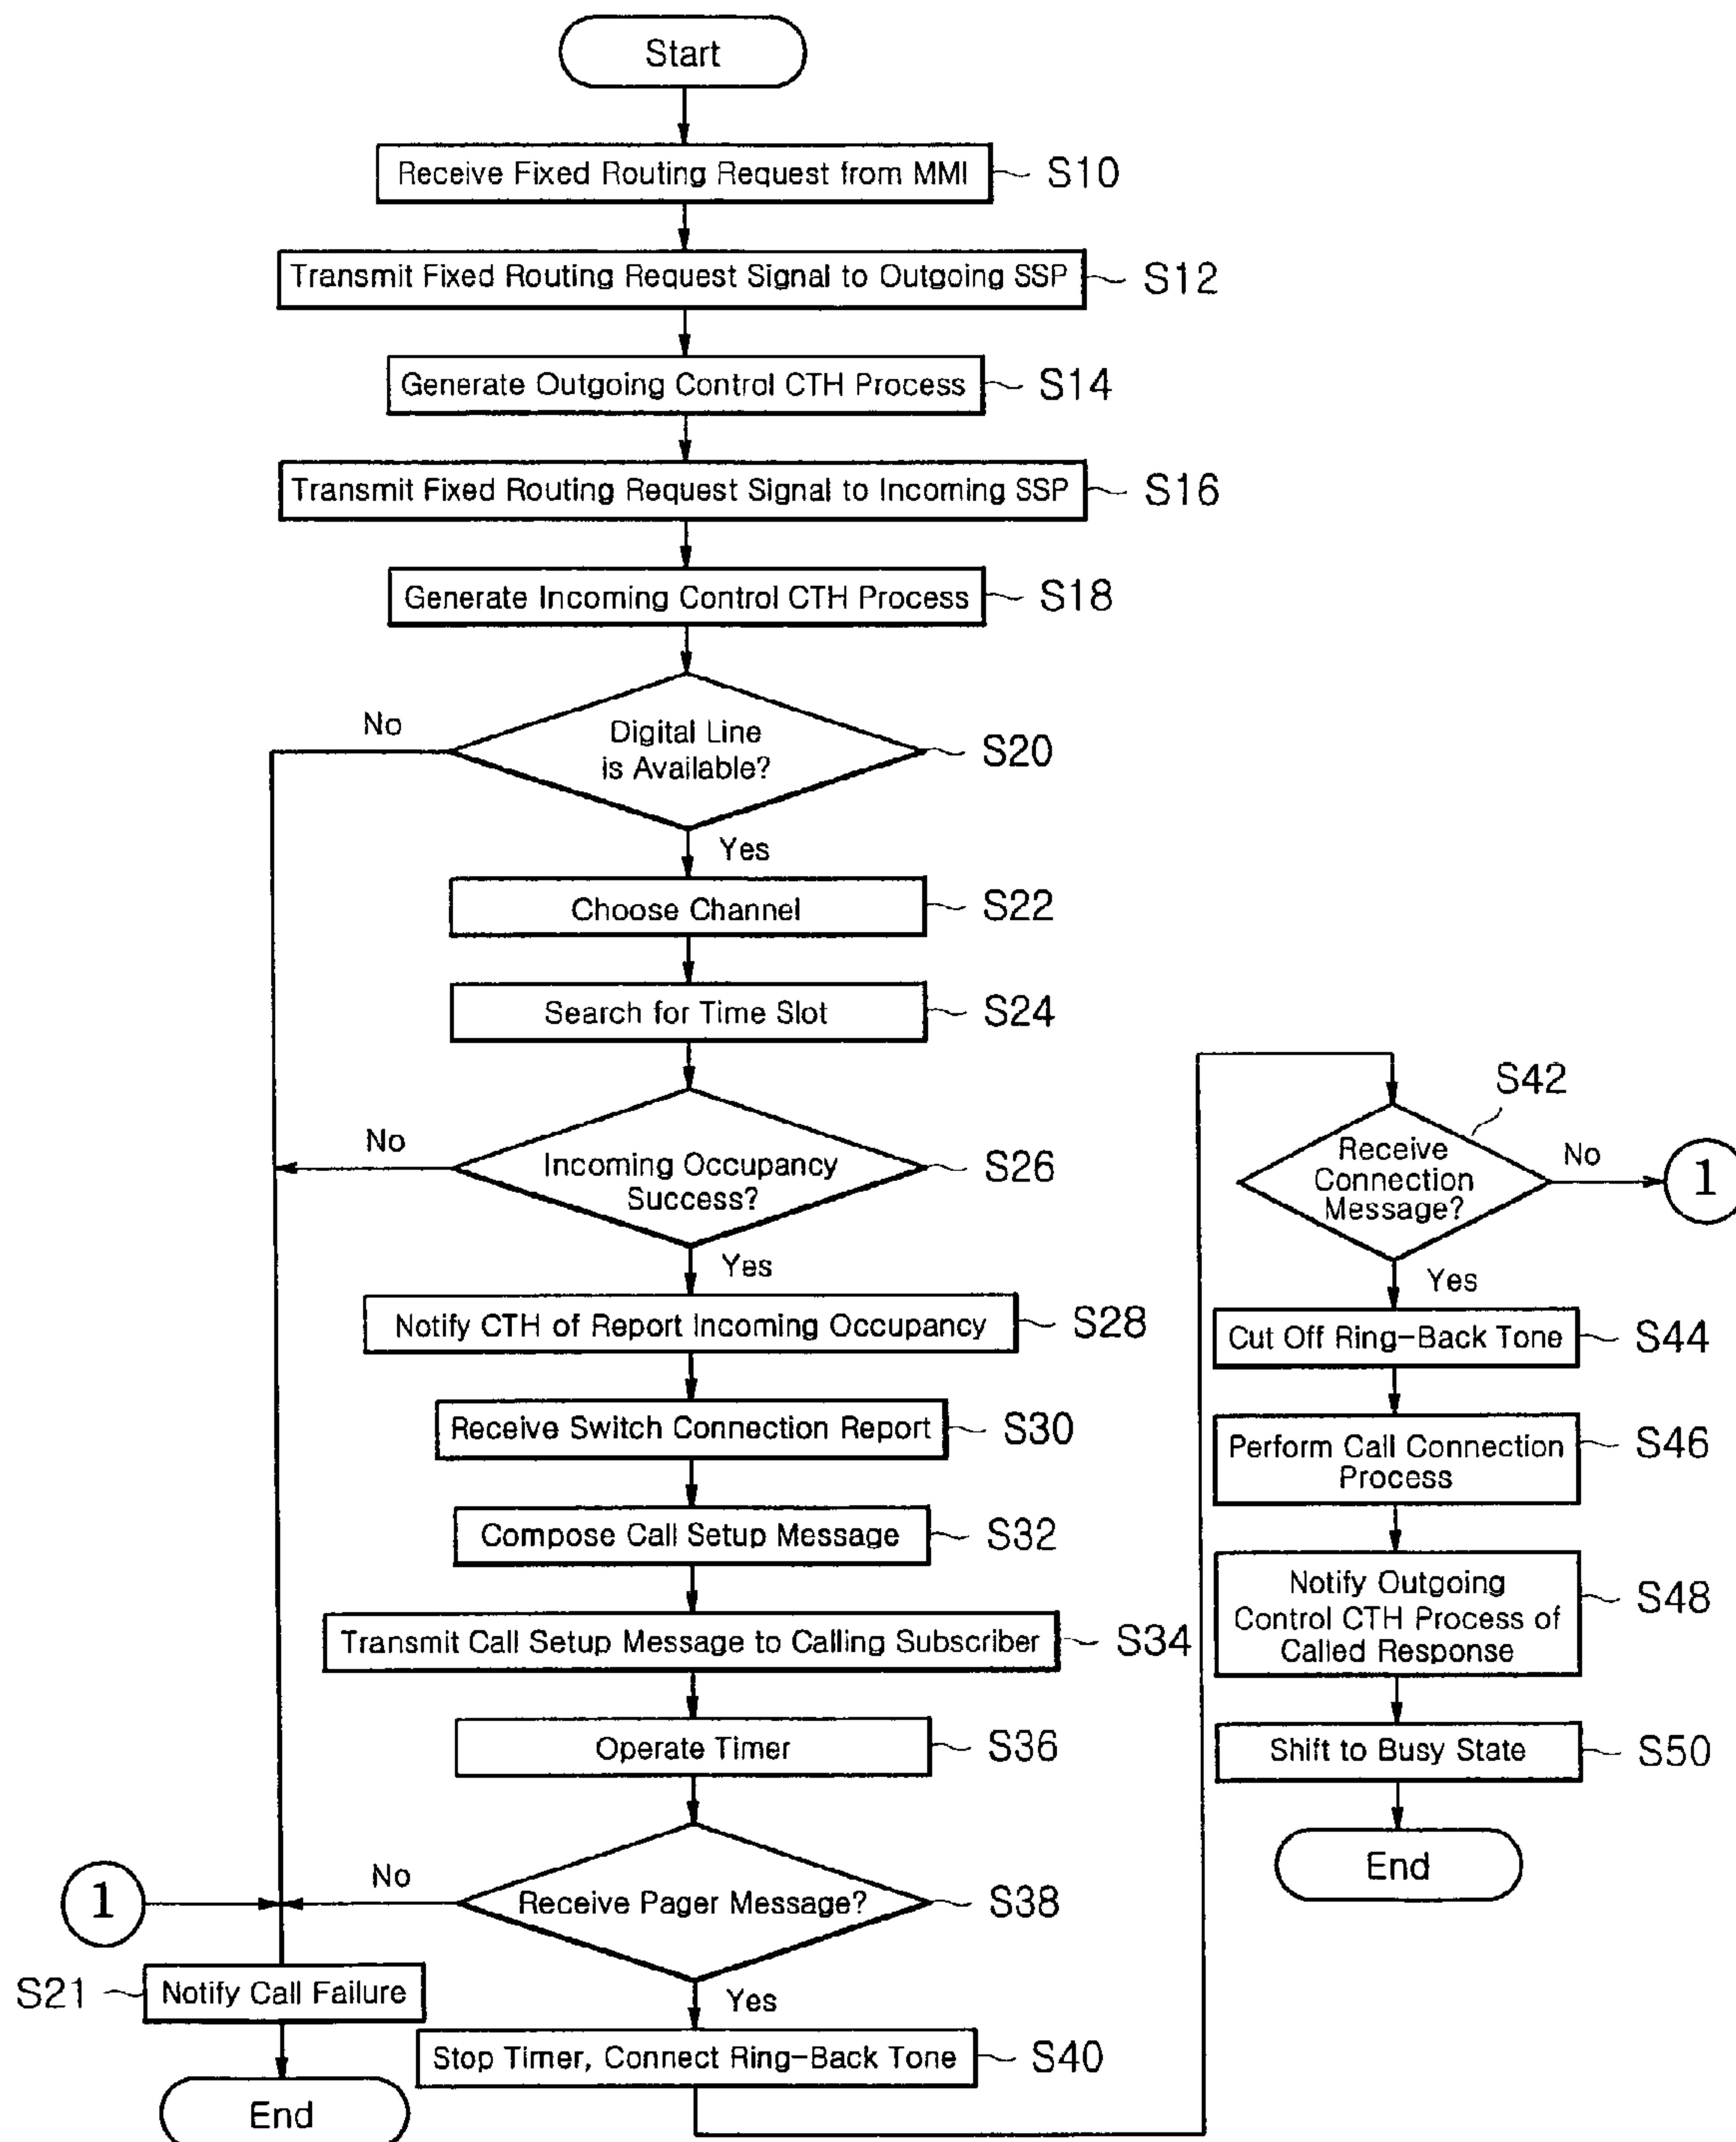 Start
Receive Fixed Routing Request from MMI
S10
Transmit Fixed Routing Request Signal to Outgoing SSP
S12
Generate Outgoing Control CTH Process
S14
Transmit Fixed Routing Request Signal to Incoming SSP
S16
Generate Incoming Control CTH Process
S18
No
Digital Line
is Available?
S20
Yes
Choose Channel
S22
Search for Time Slot
S24
No
Incoming Occupancy
Success?
S26
Yes
Notify CTH of Report Incoming Occupancy
S28
Receive Switch Connection Report
S30
Compose Call Setup Message
S32
Transmit Call Setup Message to Calling Subscriber
S34
Operate Timer
S36
1
No
Receive Pager Message?
S38
S21
Notify Call Failure
Yes
Stop Timer, Connect Ring-Back Tone
S40
End
S42
Receive
Connection
Message?
No
1
Yes
Cut Off Ring-Back Tone
S44
Perform Call Connection
Process
S46
Notify Outgoing
Control CTH Process of
Called Response
S48
Shift to Busy State
S50
End